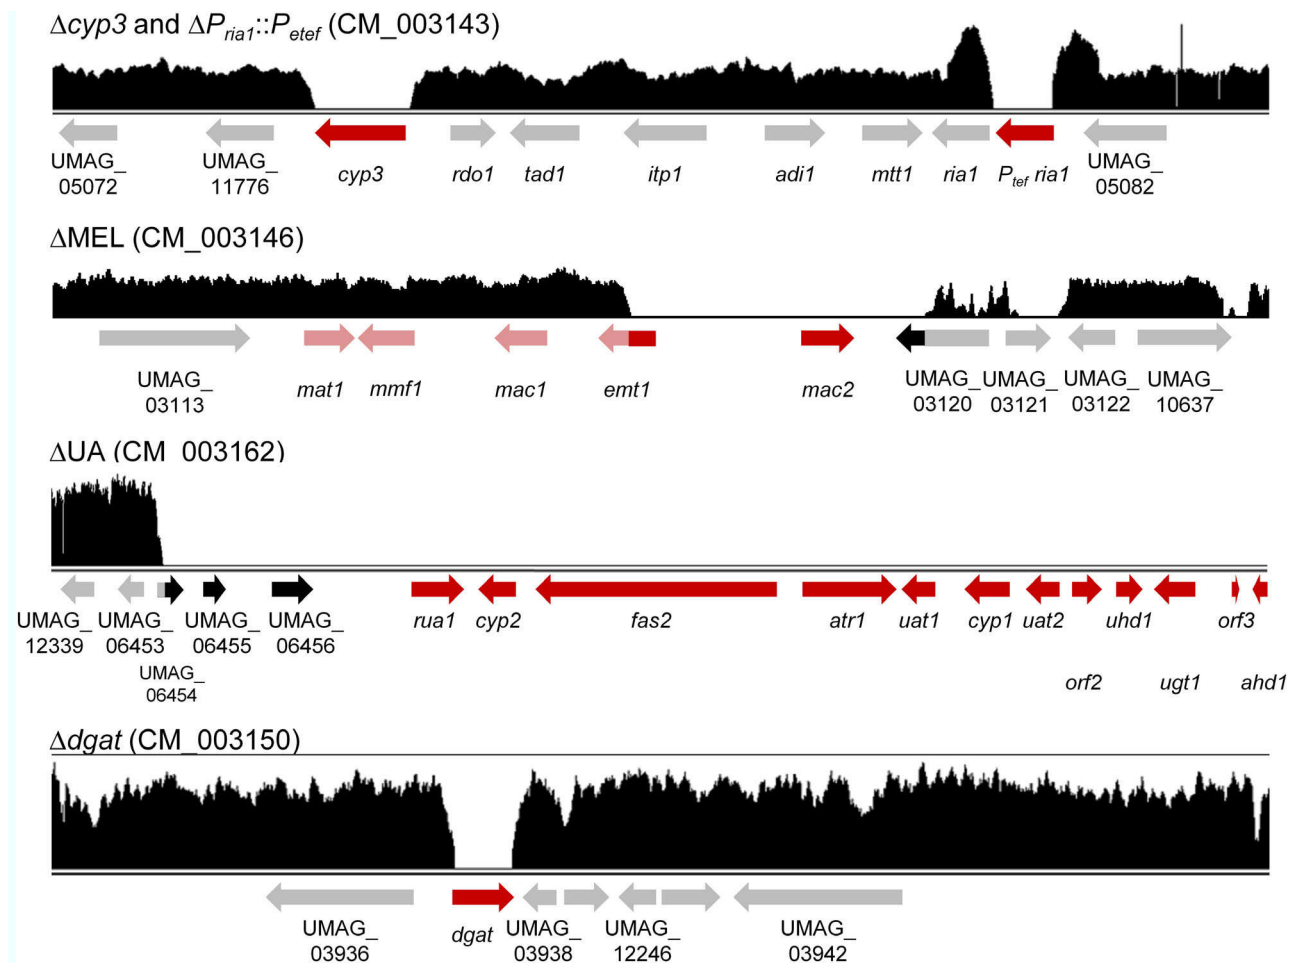 Δcyp3 and ΔPria1::Petef (CM_003143)
UMAG_ UMAG_ UMAG_
05072 11776 cyp3 rdo1 tad1 itp1 adi1 mtt1 ria1 Ptef ria1 05082
ΔMEL (CM_003146)
UMAG_ mat1 mmf1 mac1 emt1 mac2 UMAG_ UMAG_ UMAG_ UMAG_
03113 03120 03121 03122 10637
ΔUA (CM_003162)
UMAG_ UMAG_ UMAG_ UMAG_ rua1 cyp2 fas2 atr1 uat1 cyp1 uat2 uhd1 orf3
12339 06453 06455 06456
UMAG_ orf2 ugt1 ahd1
06454
Δdgat (CM_003150)
UMAG_ dgat UMAG_ UMAG_ UMAG_
03936 03938 12246 03942